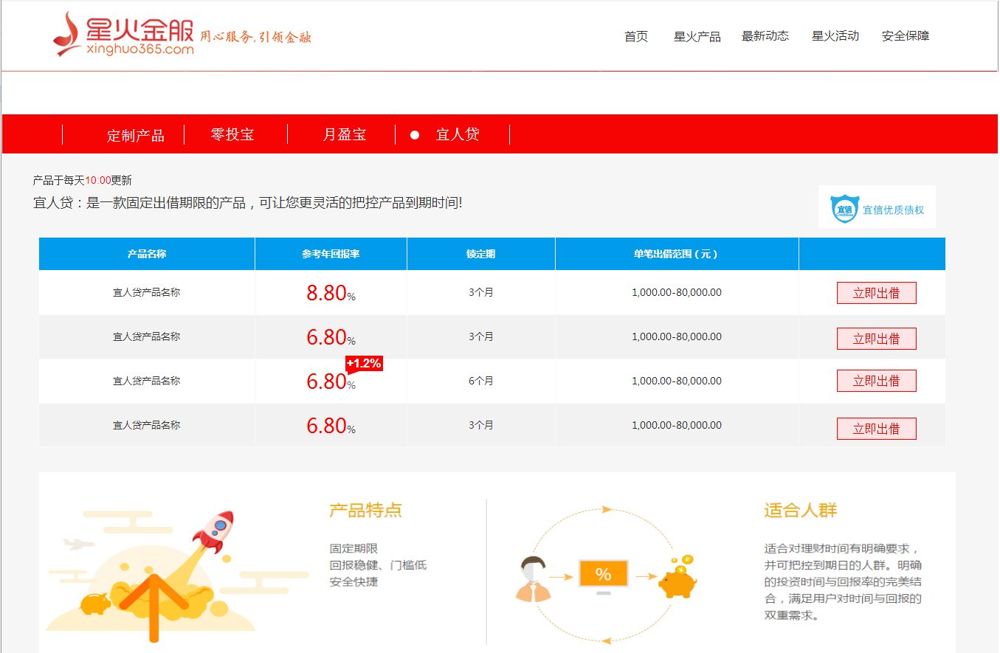 星火金服
xinghuo365.com
用心服务,引领金融
首页 星火产品 最新动态 星火活动 安全保障
定制产品 零投宝 月盈宝 宜人贷
产品于每天10:00更新
宜人贷：是一款固定出借期限的产品，可让您更灵活的把控产品到期时间!
宜信
CreditEase
宜信优质债权
产品名称 参考年回报率 锁定期 单笔出借范围（元）
宜人贷产品名称 8.80% 3个月 1,000.00-80,000.00 立即出借
宜人贷产品名称 6.80% 3个月 1,000.00-80,000.00 立即出借
+1.2%
宜人贷产品名称 6.80% 6个月 1,000.00-80,000.00 立即出借
宜人贷产品名称 6.80% 3个月 1,000.00-80,000.00 立即出借
产品特点
固定期限
回报稳健、门槛低
安全快捷
%
适合人群
适合对理财时间有明确要求，
并可把控到期日的人群。明确
的投资时间与回报率的完美结
合，满足用户对时间与回报的
双重需求。